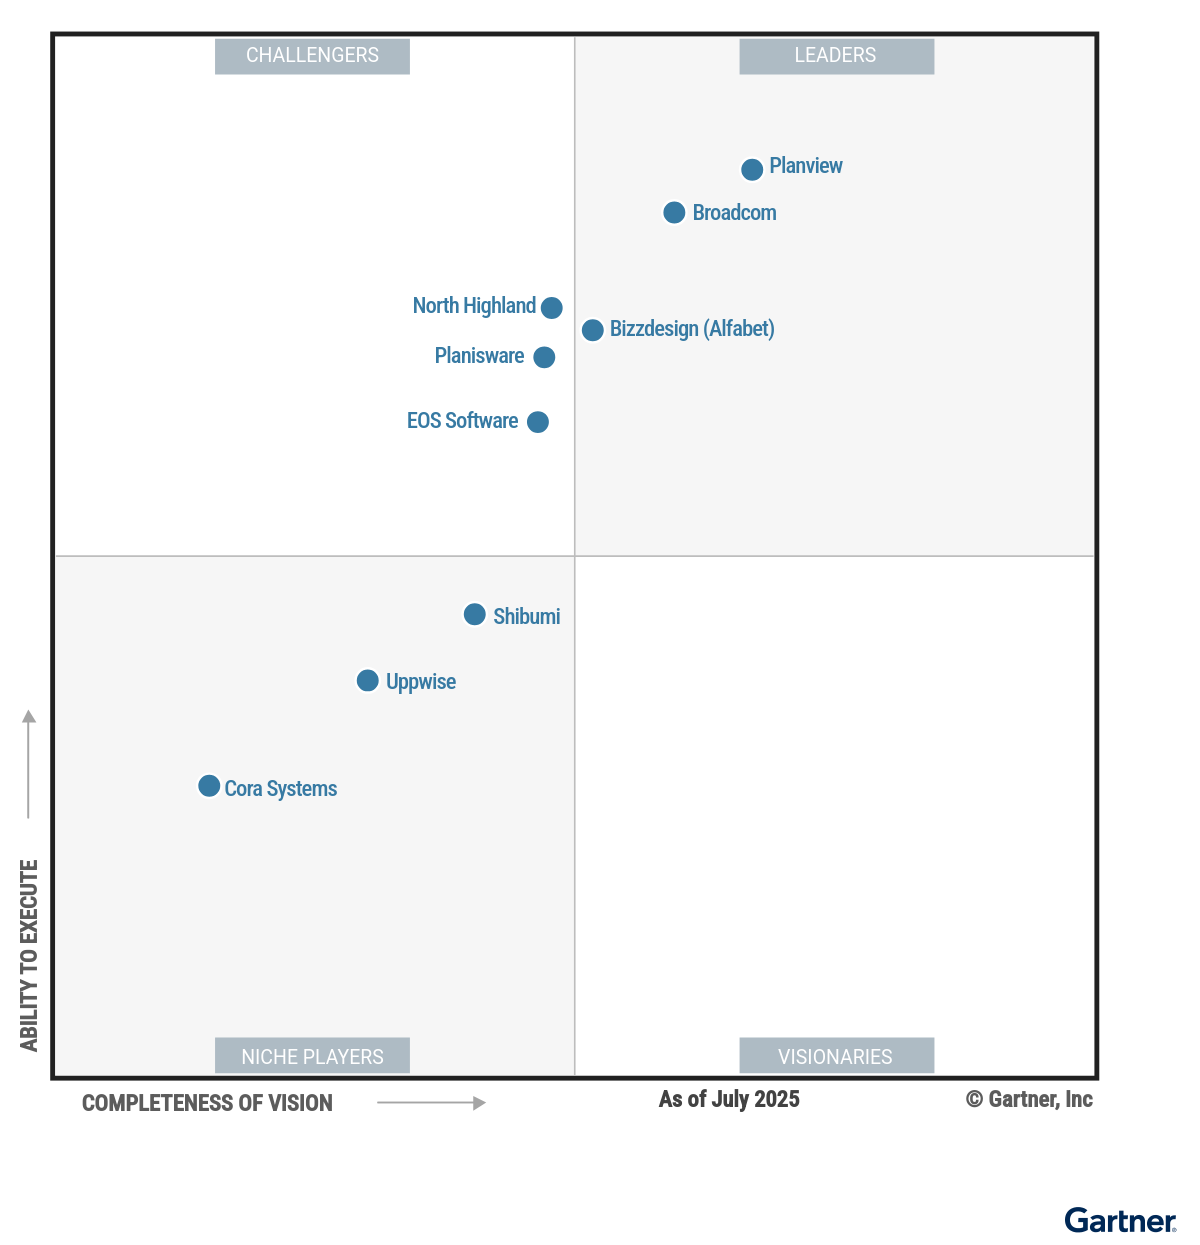 CHALLENGERS
LEADERS
Planview
Broadcom
North Highland
Bizzdesign (Alfabet)
Planisware
EOS Software
Shibumi
Uppwise
Cora Systems
ABILITY TO EXECUTE
NICHE PLAYERS
VISIONARIES
COMPLETENESS OF VISION
As of July 2025
© Gartner, Inc
Gartner®